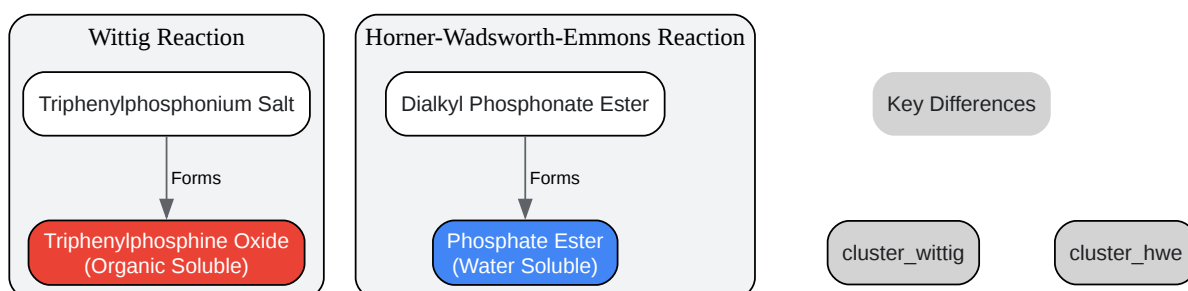 Wittig Reaction
Triphenylphosphonium Salt
Forms
Triphenylphosphine Oxide
(Organic Soluble)
Horner-Wadsworth-Emmons Reaction
Dialkyl Phosphonate Ester
Forms
Phosphate Ester
(Water Soluble)
Key Differences
cluster_wittig
cluster_hwe